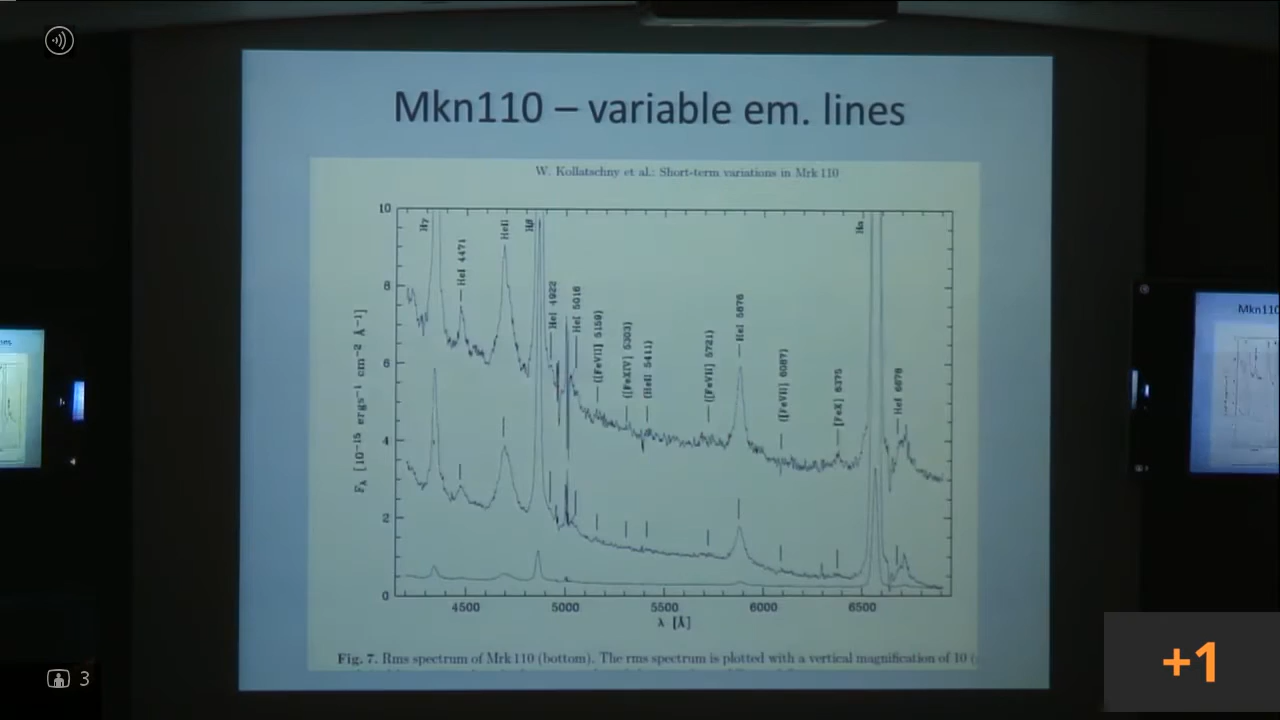 Mkn110 – variable em. lines
W. Kollatschny et al.: Short-term variations in Mrk 110
10
8
6
4
2
0
4500 5000 5500 6000 6500
λ [Å]
Fλ [10-15 ergs-1 cm-2 Å-1]
Hγ
HeI 4471
HeII
Hβ
HeI 4922
HeI 5016
([FeVII] 5159)
([FeXIV] 5303)
(HeII 5411)
([FeVII] 5721)
HeI 5876
([FeVII] 6087)
[FeX] 6375
Hα
HeI 6678
Fig. 7. Rms spectrum of Mrk 110 (bottom). The rms spectrum is plotted with a vertical magnification of 10 (
Mkn110
3
+1